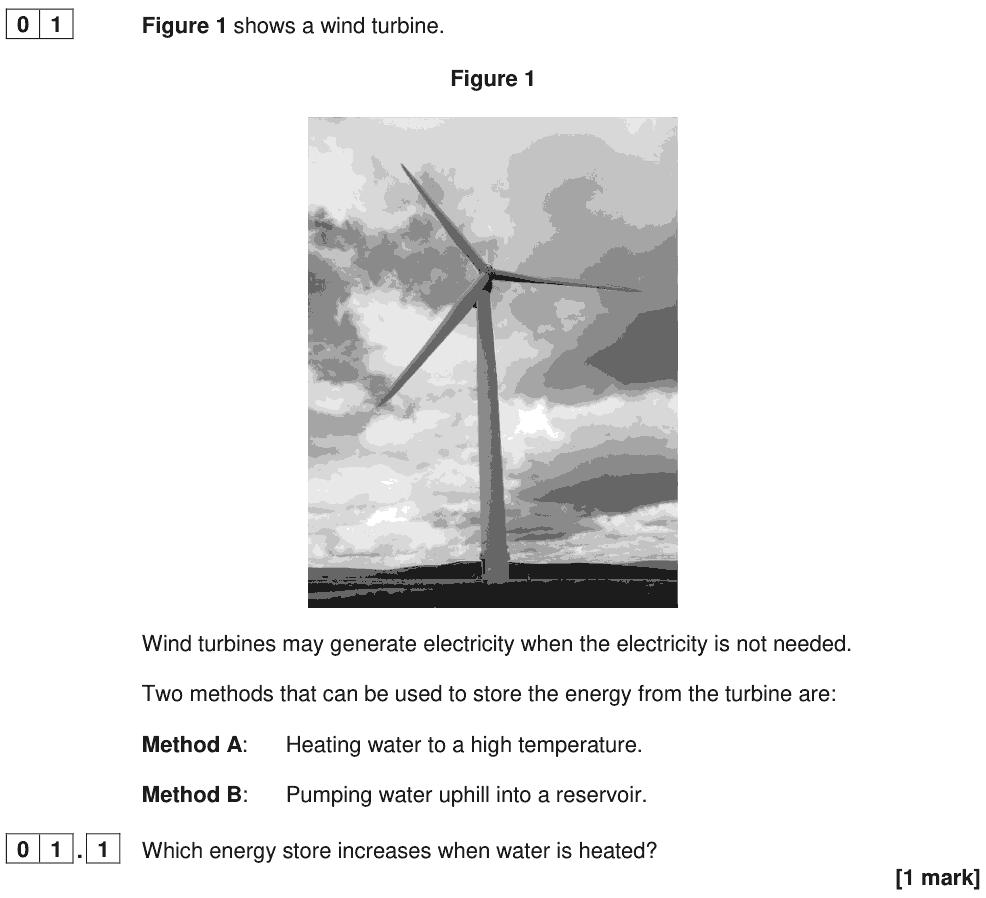 0 1 Figure 1 shows a wind turbine.
Figure 1
Wind turbines may generate electricity when the electricity is not needed.
Two methods that can be used to store the energy from the turbine are:
Method A: Heating water to a high temperature.
Method B: Pumping water uphill into a reservoir.
0 1 . 1 Which energy store increases when water is heated?
[1 mark]